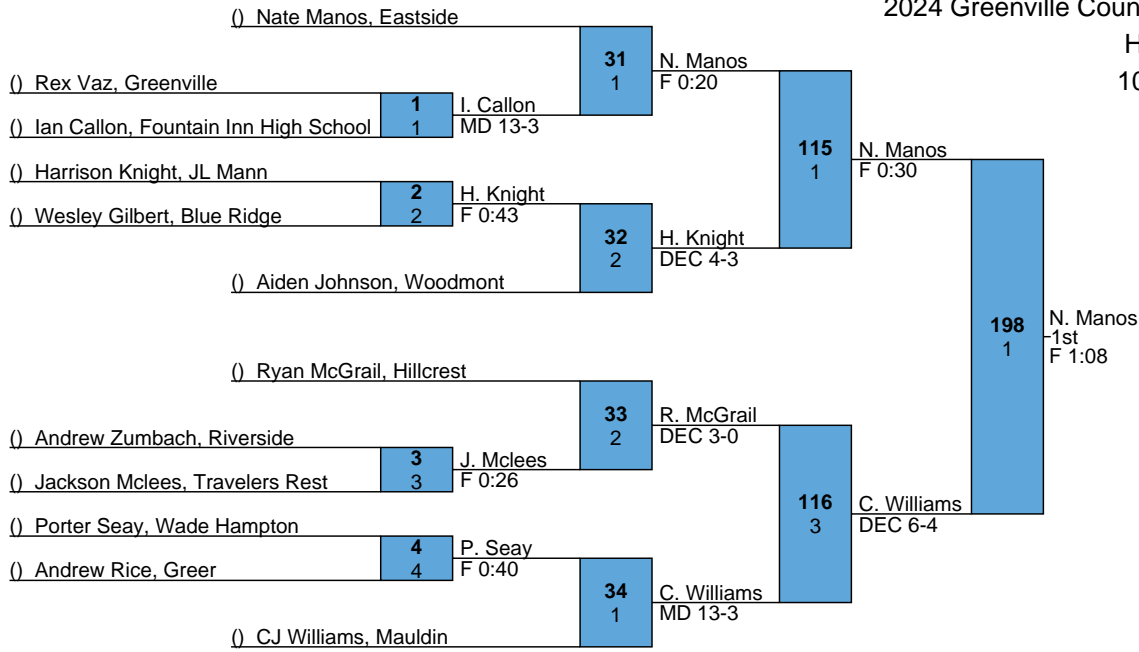 2024 Greenville Coun
H
10
() Nate Manos, Eastside
31
1
N. Manos
F 0:20
() Rex Vaz, Greenville
1
1
I. Callon
MD 13-3
() Ian Callon, Fountain Inn High School
115
1
N. Manos
F 0:30
() Harrison Knight, JL Mann
2
2
H. Knight
F 0:43
() Wesley Gilbert, Blue Ridge
32
2
H. Knight
DEC 4-3
() Aiden Johnson, Woodmont
198
1
N. Manos
1st
F 1:08
() Ryan McGrail, Hillcrest
33
2
R. McGrail
DEC 3-0
() Andrew Zumbach, Riverside
3
3
J. Mclees
F 0:26
() Jackson Mclees, Travelers Rest
116
3
C. Williams
DEC 6-4
() Porter Seay, Wade Hampton
4
4
P. Seay
F 0:40
() Andrew Rice, Greer
34
1
C. Williams
MD 13-3
() CJ Williams, Mauldin